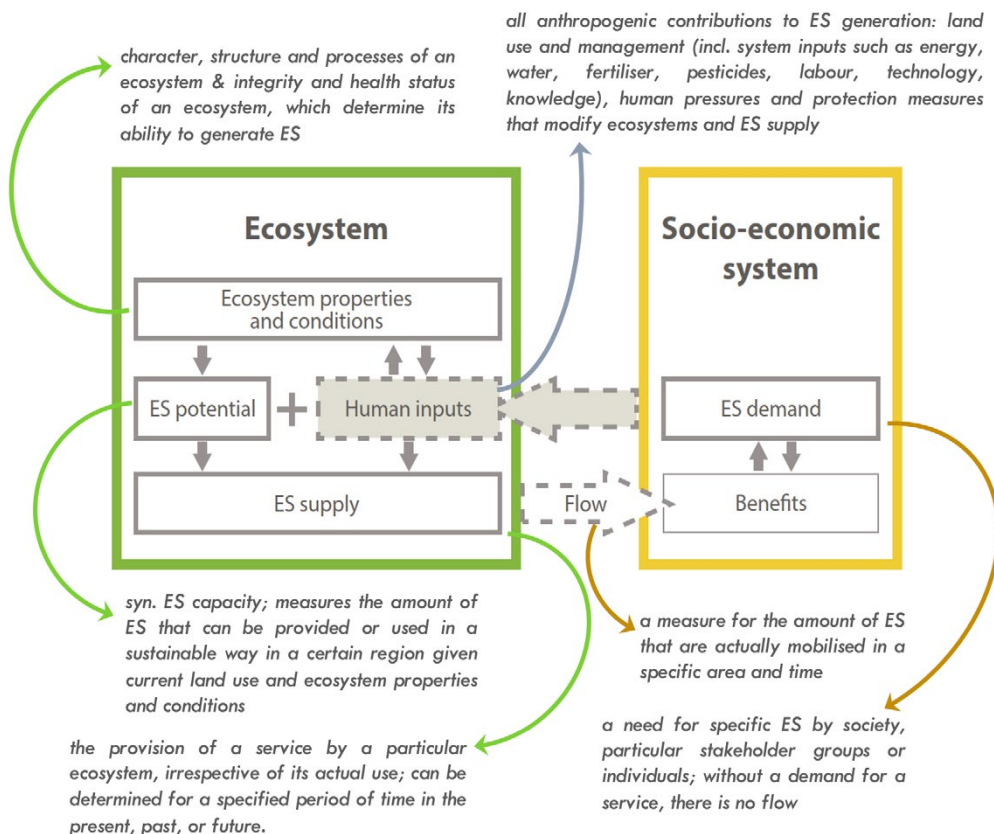 character, structure and processes of an
ecosystem & integrity and health status
of an ecosystem, which determine its
ability to generate ES
all anthropogenic contributions to ES generation: land
use and management (incl. system inputs such as energy,
water, fertiliser, pesticides, labour, technology,
knowledge), human pressures and protection measures
that modify ecosystems and ES supply
Ecosystem
Ecosystem properties
and conditions
ES potential
+
Human inputs
ES supply
Flow
Socio-economic
system
ES demand
Benefits
syn. ES capacity; measures the amount of
ES that can be provided or used in a
sustainable way in a certain region given
current land use and ecosystem properties
and conditions
the provision of a service by a particular
ecosystem, irrespective of its actual use; can be
determined for a specified period of time in the
present, past, or future.
a measure for the amount of ES
that are actually mobilised in a
specific area and time
a need for specific ES by society,
particular stakeholder groups or
individuals; without a demand for a
service, there is no flow